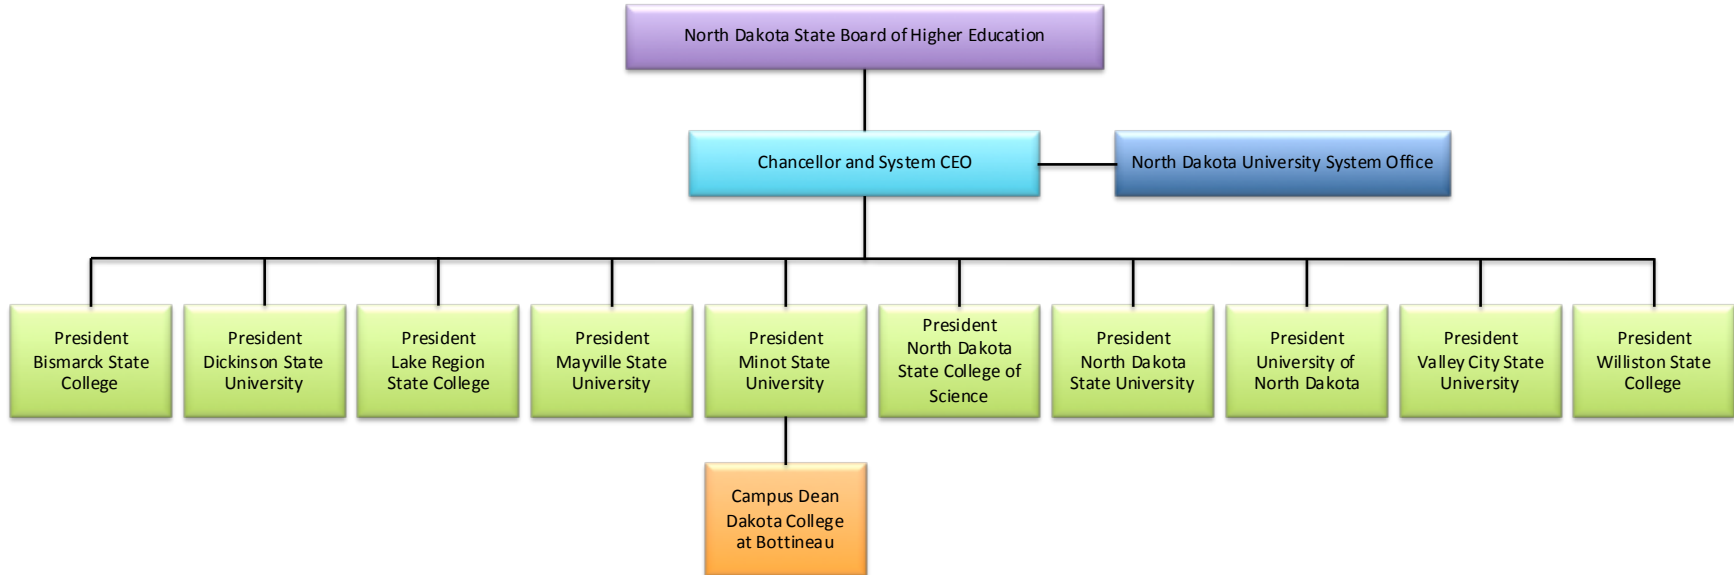 North Dakota State Board of Higher Education
Chancellor and System CEO
North Dakota University System Office
President
Bismarck State
College
President
Dickinson State
University
President
Lake Region
State College
President
Mayville State
University
President
Minot State
University
President
North Dakota
State College of
Science
President
North Dakota
State University
President
University of
North Dakota
President
Valley City State
University
President
Williston State
College
Campus Dean
Dakota College
at Bottineau